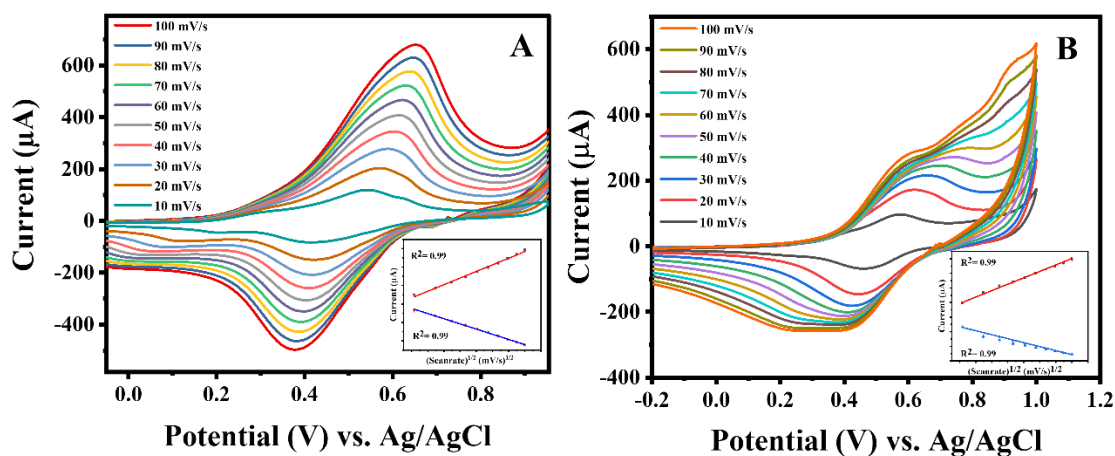 A
100 mV/s
90 mV/s
80 mV/s
70 mV/s
60 mV/s
50 mV/s
40 mV/s
30 mV/s
20 mV/s
10 mV/s
600
400
200
0
-200
-400
Current (µA)
0.0
0.2
0.4
0.6
0.8
Potential (V) vs. Ag/AgCl
R²= 0.99
R²= 0.99
Current (µA)
(Scanrate)¹/² (mV/s)¹/²
B
100 mV/s
90 mV/s
80 mV/s
70 mV/s
60 mV/s
50 mV/s
40 mV/s
30 mV/s
20 mV/s
10 mV/s
600
400
200
0
-200
-400
Current (µA)
-0.2
0.0
0.2
0.4
0.6
0.8
1.0
1.2
Potential (V) vs. Ag/AgCl
R²= 0.99
R²= 0.99
Current (µA)
(Scanrate)¹/² (mV/s)¹/²